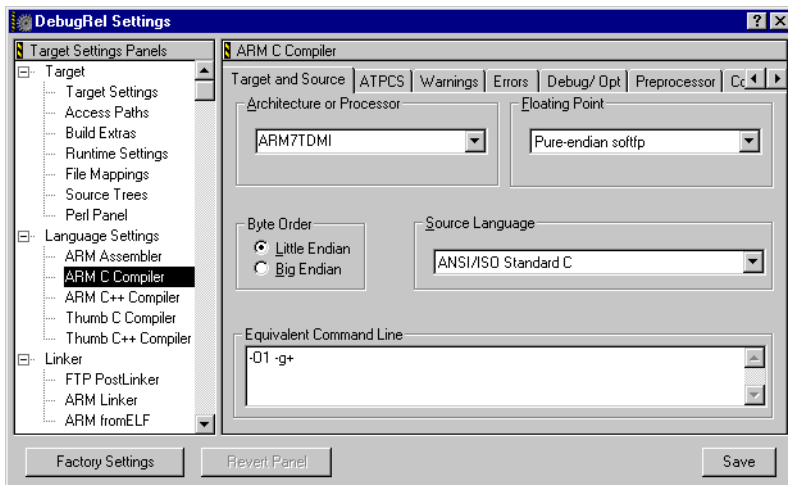 DebugRel Settings
Target Settings Panels
Target
Target Settings
Access Paths
Build Extras
Runtime Settings
File Mappings
Source Trees
Perl Panel
Language Settings
ARM Assembler
ARM C Compiler
ARM C++ Compiler
Thumb C Compiler
Thumb C++ Compiler
Linker
FTP PostLinker
ARM Linker
ARM fromELF
ARM C Compiler
Target and Source ATPCS Warnings Errors Debug/ Opt Preprocessor
Architecture or Processor
ARM7TDMI
Floating Point
Pure-endian softfp
Byte Order
Little Endian
Big Endian
Source Language
ANSI/ISO Standard C
Equivalent Command Line
-O1 -g+
Factory Settings
Revert Panel
Save